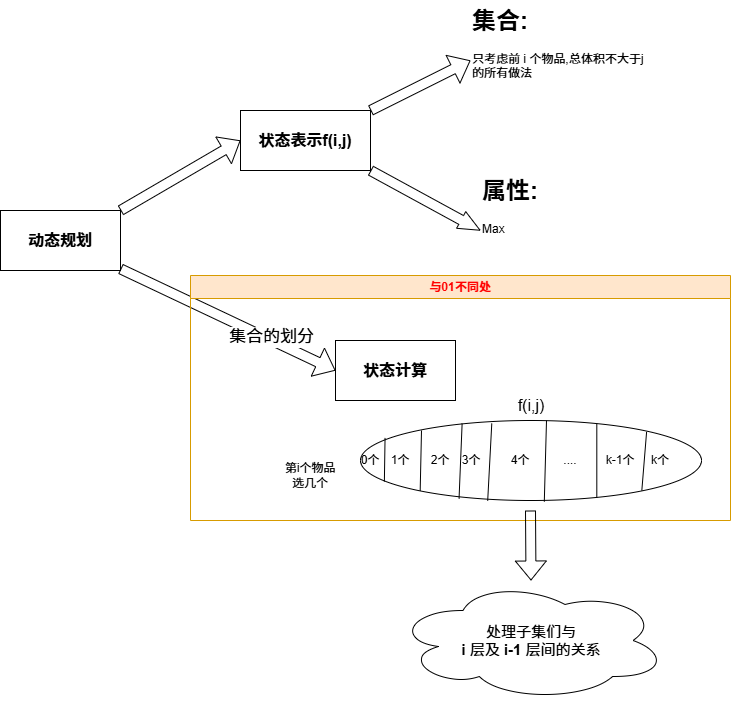 集合:
只考虑前 i 个物品,总体积不大于j
的所有做法
状态表示f(i,j)
属性:
Max
动态规划
与01不同处
集合的划分
状态计算
f(i,j)
第i个物品
选几个
0个 1个 2个 3个 4个 .... k-1个 k个
处理子集们与
i 层及 i-1 层间的关系